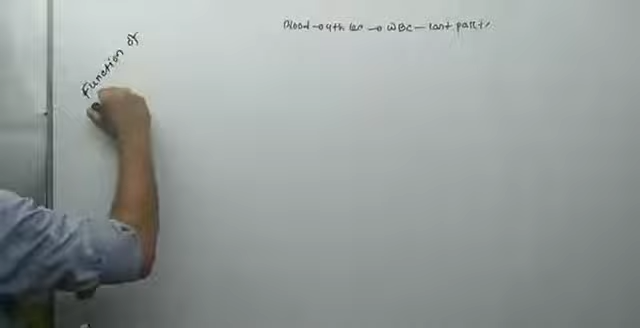 Blood → 4th lec → WBC – last part
Function of